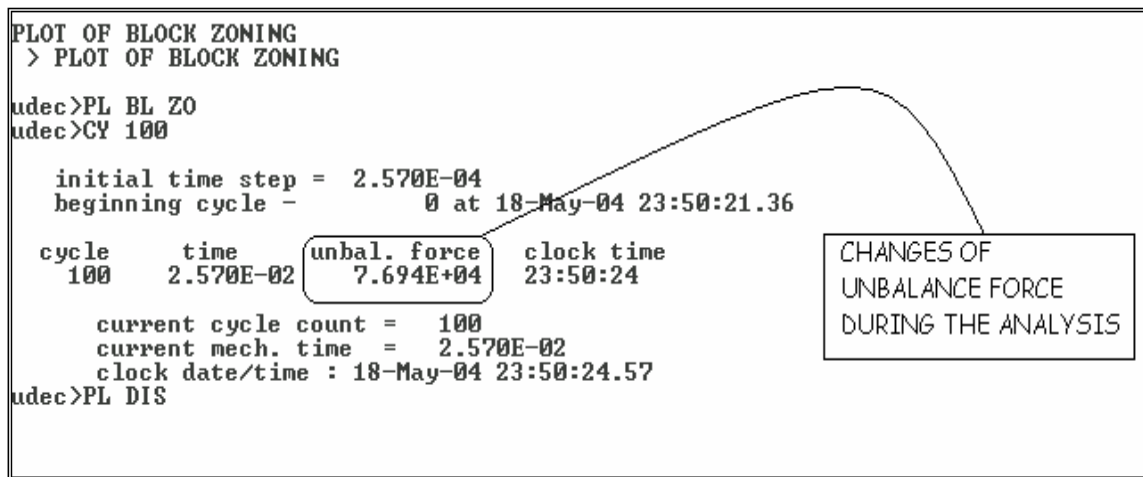 PLOT OF BLOCK ZONING
> PLOT OF BLOCK ZONING
udec>PL BL ZO
udec>CY 100
initial time step = 2.570E-04
beginning cycle - 0 at 18-May-04 23:50:21.36
cycle time unbal. force clock time
100 2.570E-02 7.694E+04 23:50:24
current cycle count = 100
current mech. time = 2.570E-02
clock date/time : 18-May-04 23:50:24.57
udec>PL DIS
CHANGES OF
UNBALANCE FORCE
DURING THE ANALYSIS